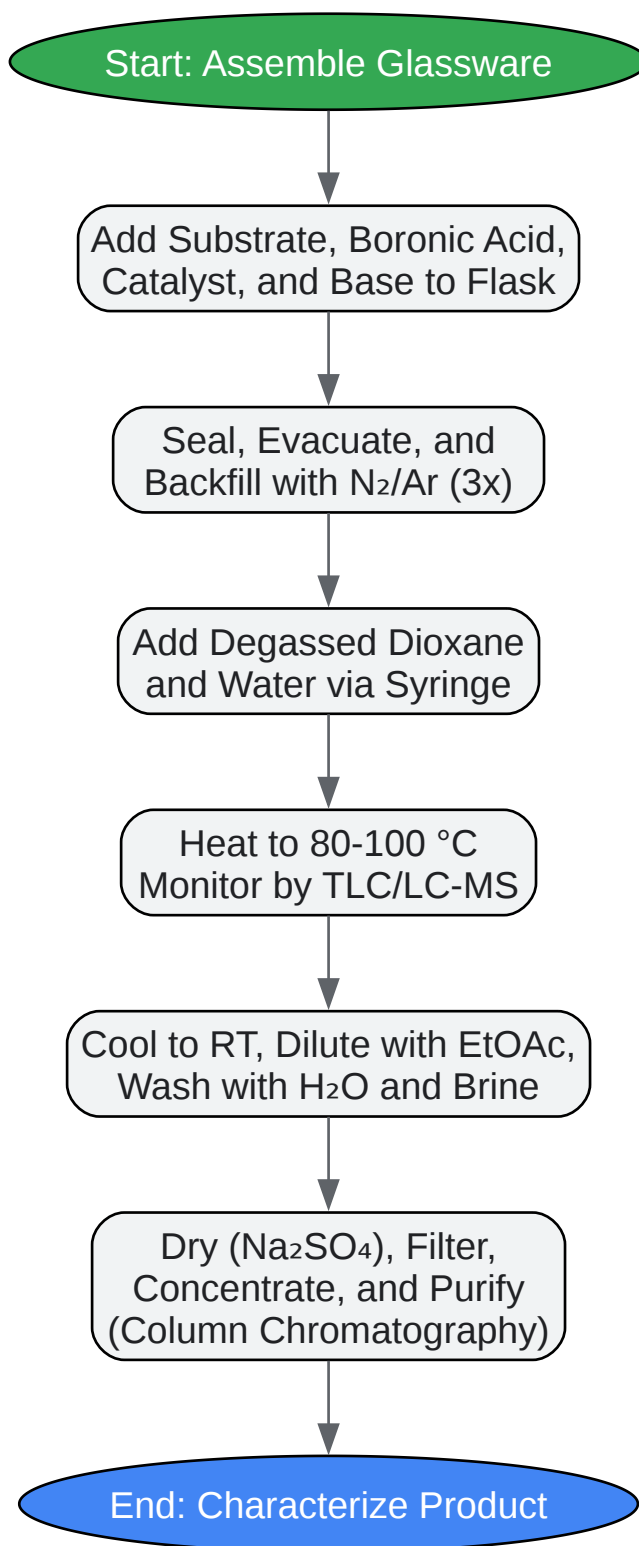 Start: Assemble Glassware
Add Substrate, Boronic Acid,
Catalyst, and Base to Flask
Seal, Evacuate, and
Backfill with N₂/Ar (3x)
Add Degassed Dioxane
and Water via Syringe
Heat to 80-100 °C
Monitor by TLC/LC-MS
Cool to RT, Dilute with EtOAc,
Wash with H₂O and Brine
Dry (Na₂SO₄), Filter,
Concentrate, and Purify
(Column Chromatography)
End: Characterize Product